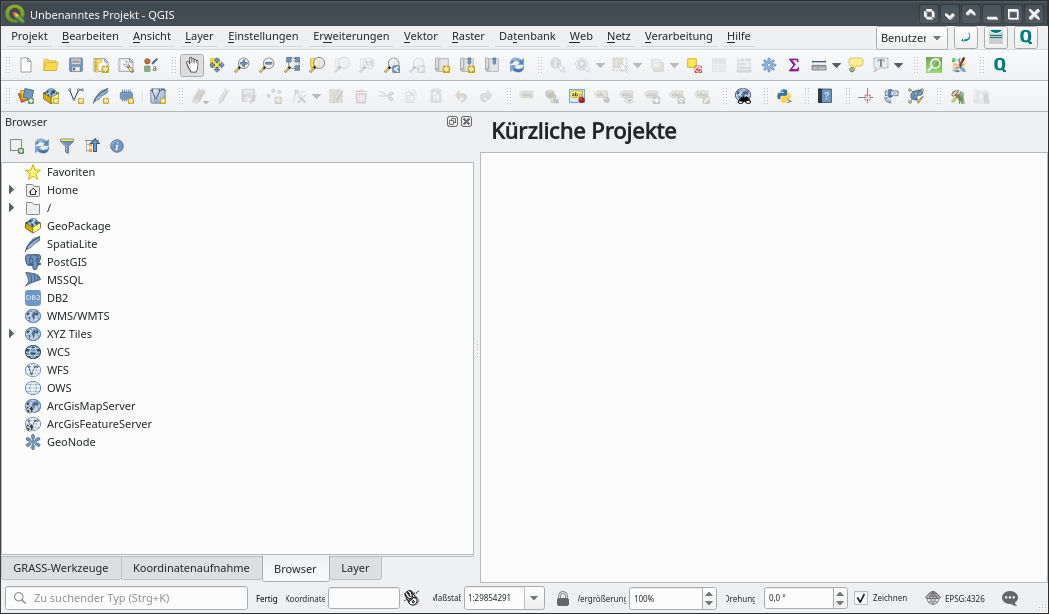 Unbenanntes Projekt - QGIS
Projekt Bearbeiten Ansicht Layer Einstellungen Erweiterungen Vektor Raster Datenbank Web Netz Verarbeitung Hilfe Benutzer
Browser
Kürzliche Projekte
Favoriten
Home
/
GeoPackage
SpatiaLite
PostGIS
MSSQL
DB2
WMS/WMTS
XYZ Tiles
WCS
WFS
OWS
ArcGisMapServer
ArcGisFeatureServer
GeoNode
GRASS-Werkzeuge Koordinatenaufnahme Browser Layer
Zu suchender Typ (Strg+K) Fertig Koordinate Maßstab 1:29854291 Vergrößerung 100% Drehung 0,0 ° Zeichnen EPSG:4326